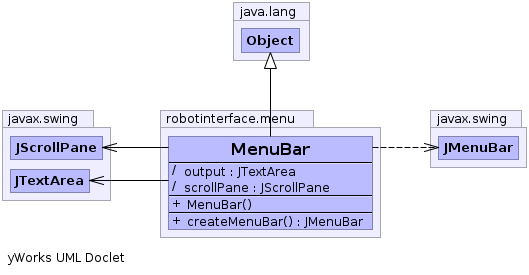 java.lang
Object
javax.swing
JScrollPane
JTextArea
robotinterface.menu
MenuBar
/ output : JTextArea
/ scrollPane : JScrollPane
+ MenuBar()
+ createMenuBar() : JMenuBar
javax.swing
JMenuBar
yWorks UML Doclet